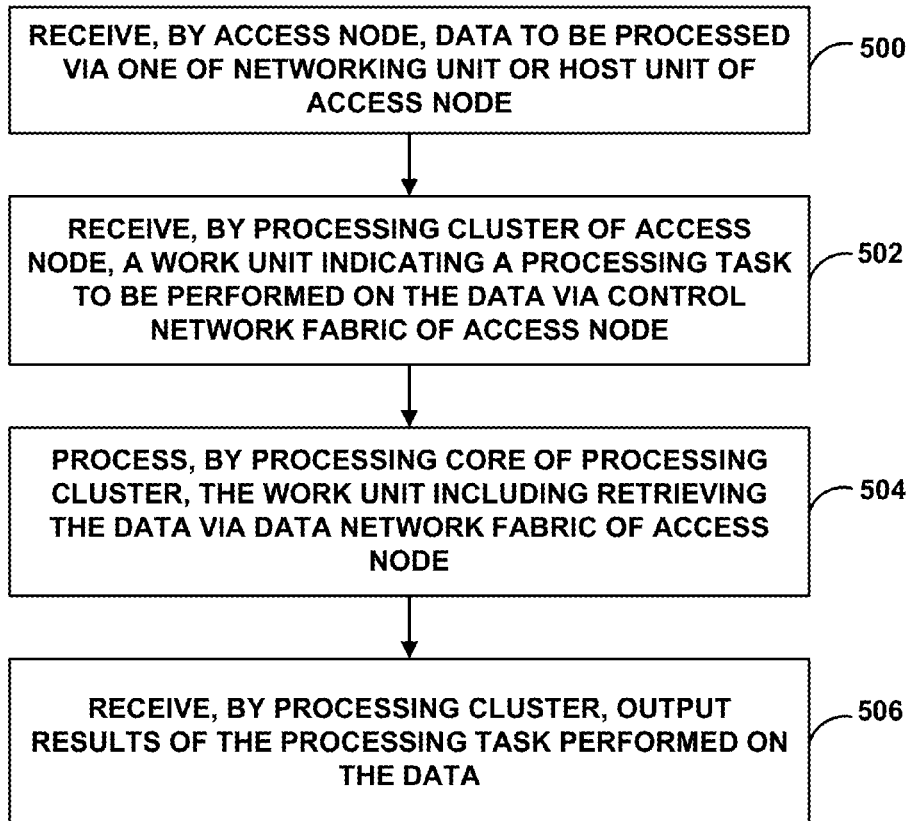 RECEIVE, BY ACCESS NODE, DATA TO BE PROCESSED
VIA ONE OF NETWORKING UNIT OR HOST UNIT OF
ACCESS NODE
500
RECEIVE, BY PROCESSING CLUSTER OF ACCESS
NODE, A WORK UNIT INDICATING A PROCESSING TASK
TO BE PERFORMED ON THE DATA VIA CONTROL
NETWORK FABRIC OF ACCESS NODE
502
PROCESS, BY PROCESSING CORE OF PROCESSING
CLUSTER, THE WORK UNIT INCLUDING RETRIEVING
THE DATA VIA DATA NETWORK FABRIC OF ACCESS
NODE
504
RECEIVE, BY PROCESSING CLUSTER, OUTPUT
RESULTS OF THE PROCESSING TASK PERFORMED ON
THE DATA
506